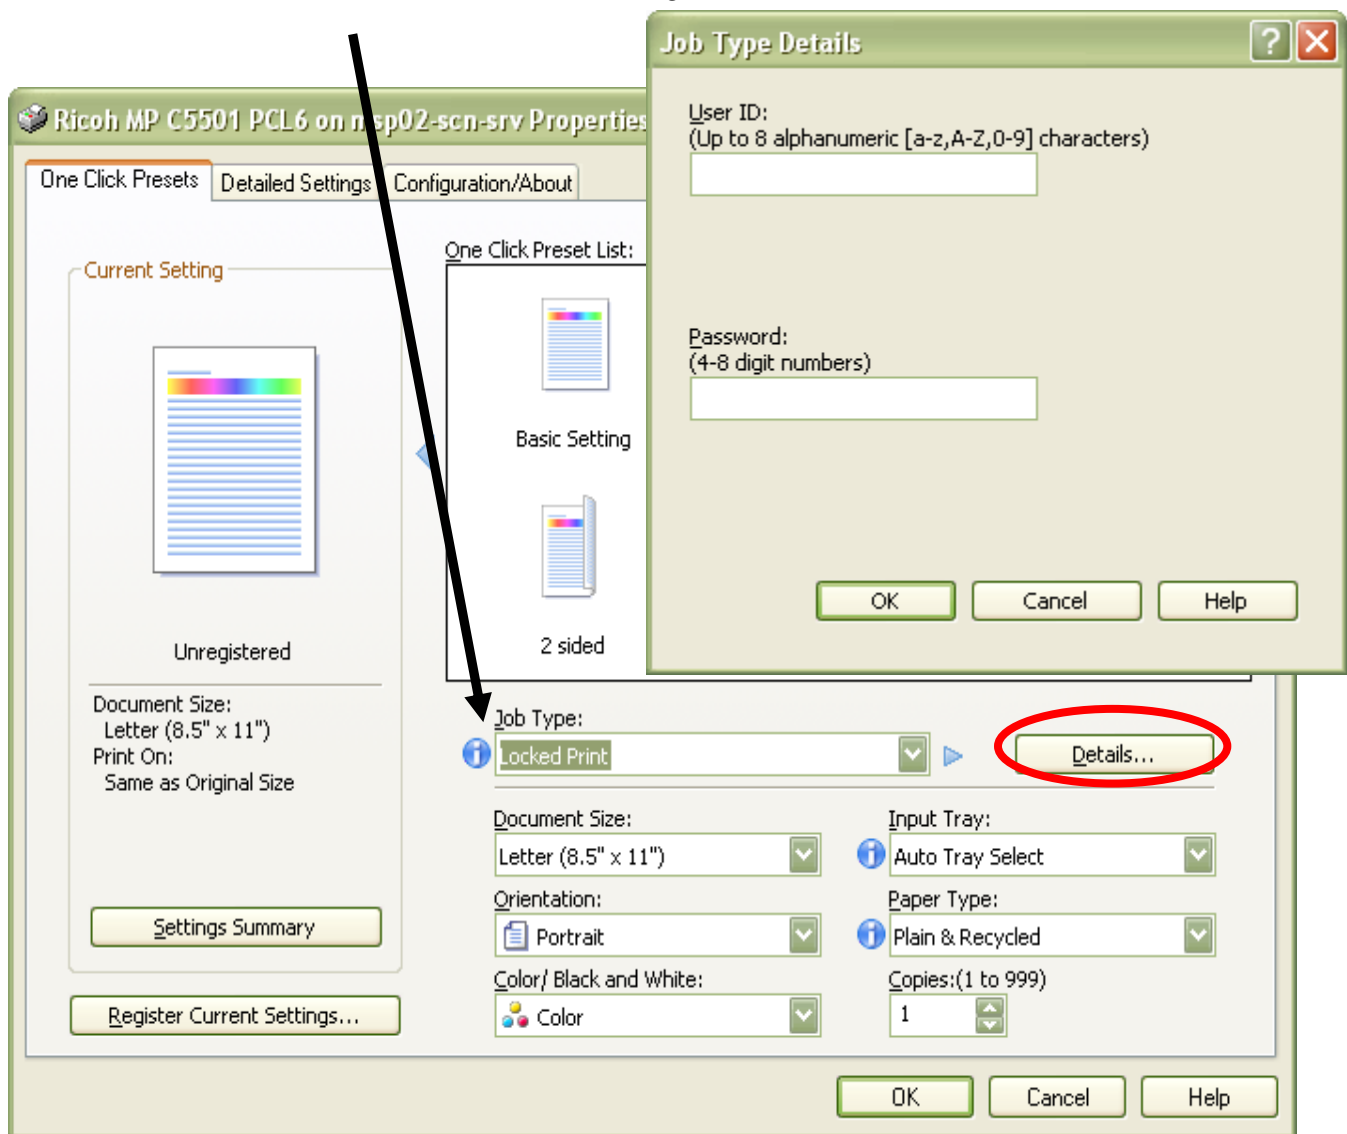 Job Type Details
User ID:
(Up to 8 alphanumeric [a-z,A-Z,0-9] characters)
Password:
(4-8 digit numbers)
OK
Cancel
Help
Ricoh MP C5501 PCL6 on msp02-scn-srv Properties
One Click Presets
Detailed Settings
Configuration/About
Current Setting
Unregistered
Document Size:
Letter (8.5" x 11")
Print On:
Same as Original Size
Settings Summary
Register Current Settings...
One Click Preset List:
Basic Setting
2 sided
Job Type:
Locked Print
Details...
Document Size:
Letter (8.5" x 11")
Input Tray:
Auto Tray Select
Orientation:
Portrait
Paper Type:
Plain & Recycled
Color/ Black and White:
Color
Copies:(1 to 999)
1
OK
Cancel
Help